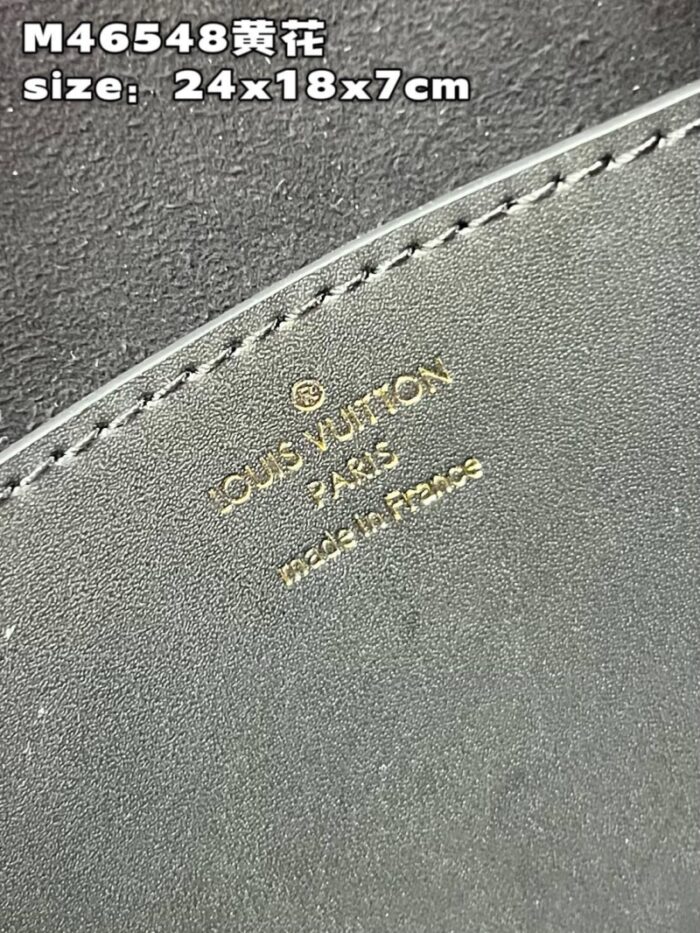 M46548黄花
size：24x18x7cm
®
LOUIS VUITTON
PARIS
made in France